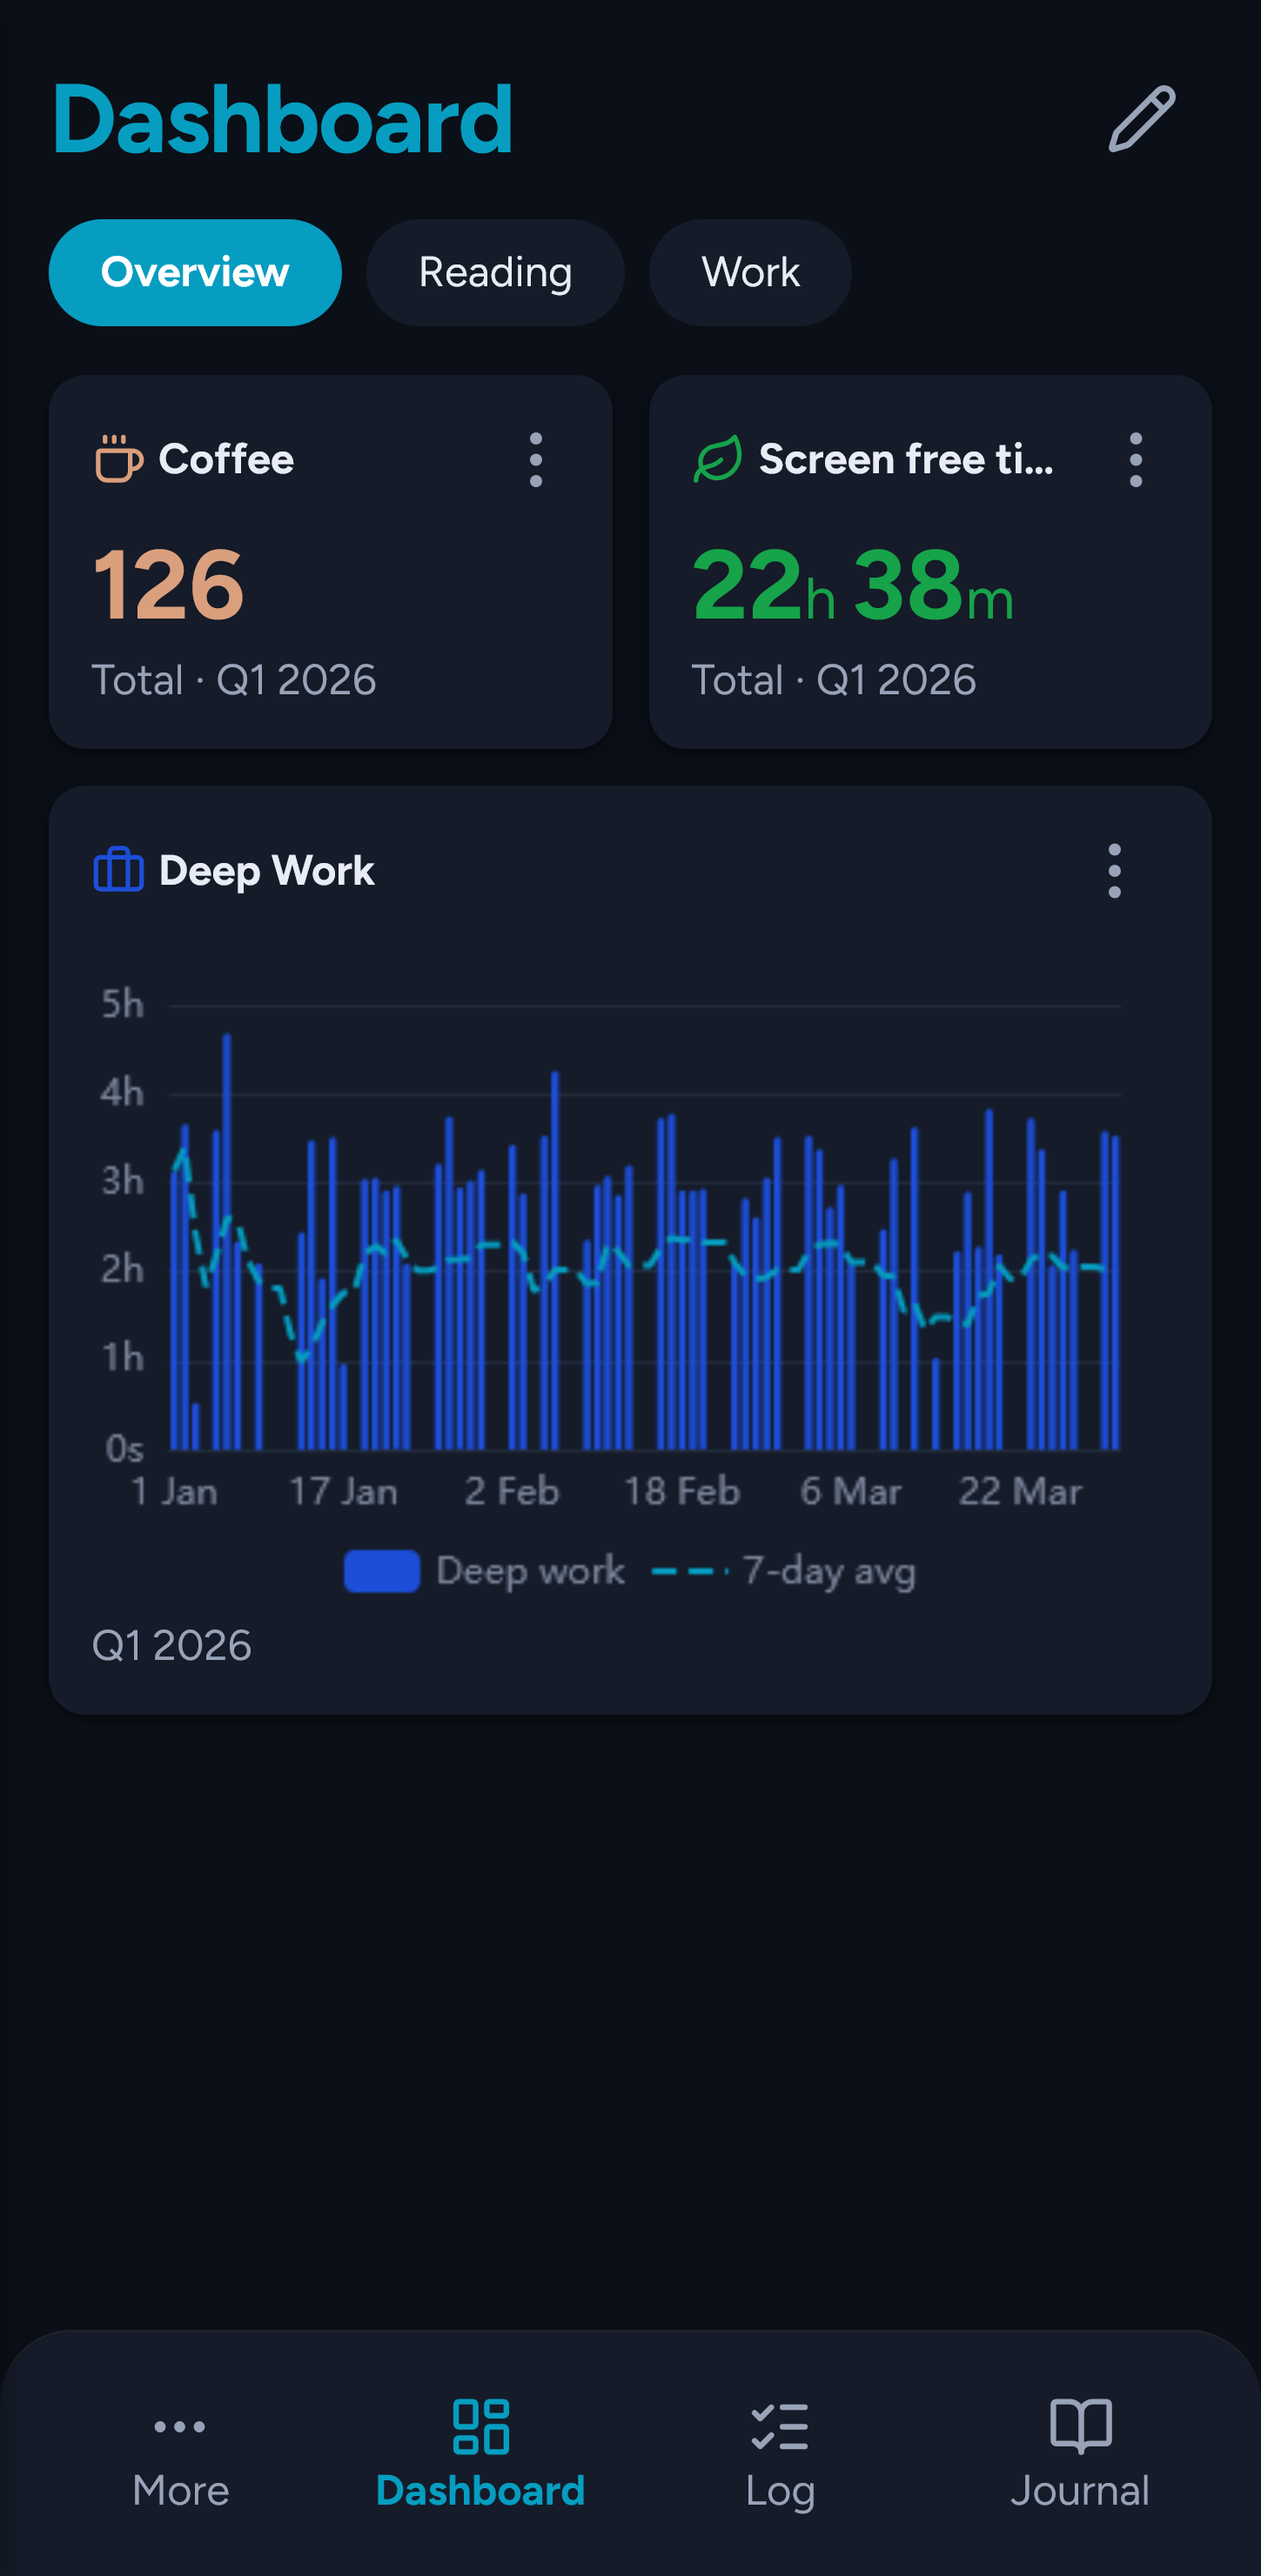 Dashboard
Overview Reading Work
Coffee
126
Total · Q1 2026
Screen free ti...
22h 38m
Total · Q1 2026
Deep Work
5h
4h
3h
2h
1h
0s
1 Jan 17 Jan 2 Feb 18 Feb 6 Mar 22 Mar
Deep work 7-day avg
Q1 2026
More Dashboard Log Journal